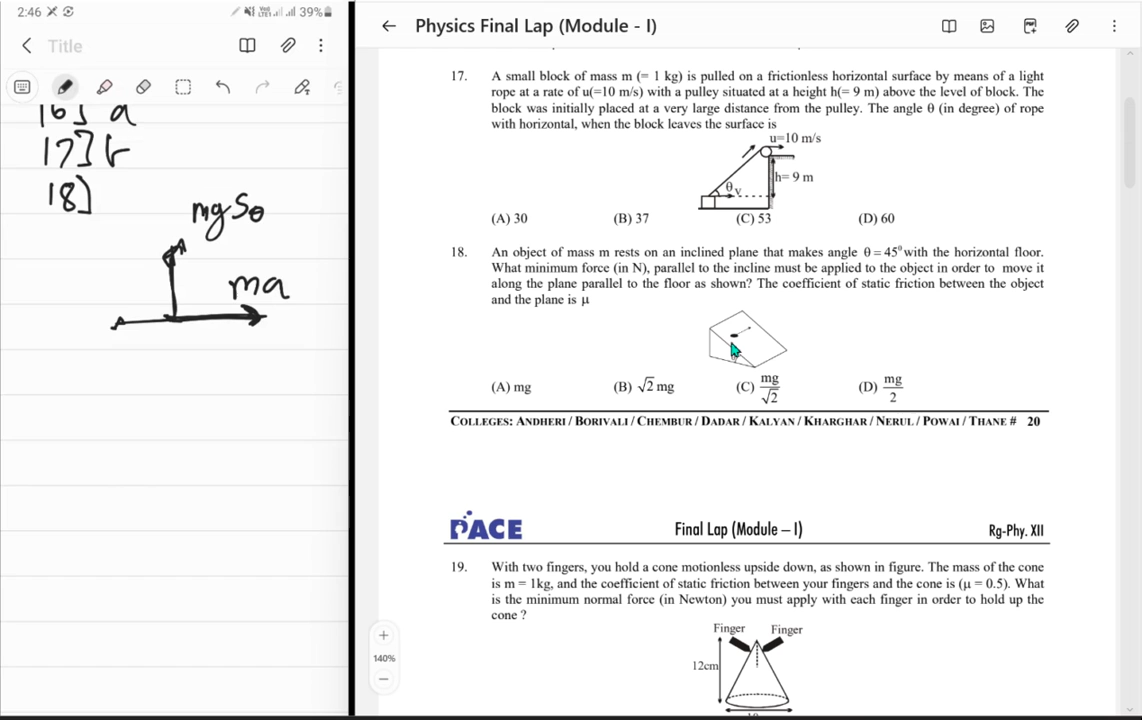 2:46 39%
Title
16] a
17] b
18]
mgSθ
ma
Physics Final Lap (Module - I)
17. A small block of mass m (= 1 kg) is pulled on a frictionless horizontal surface by means of a light
rope at a rate of u(=10 m/s) with a pulley situated at a height h(= 9 m) above the level of block. The
block was initially placed at a very large distance from the pulley. The angle θ (in degree) of rope
with horizontal, when the block leaves the surface is
u=10 m/s
h= 9 m
θ
v
(A) 30 (B) 37 (C) 53 (D) 60
18. An object of mass m rests on an inclined plane that makes angle θ = 45⁰ with the horizontal floor.
What minimum force (in N), parallel to the incline must be applied to the object in order to move it
along the plane parallel to the floor as shown? The coefficient of static friction between the object
and the plane is μ
(A) mg (B) √2 mg (C) mg/√2 (D) mg/2
COLLEGES: ANDHERI / BORIVALI / CHEMBUR / DADAR / KALYAN / KHARGHAR / NERUL / POWAI / THANE # 20
PACE Final Lap (Module – I) Rg-Phy. XII
19. With two fingers, you hold a cone motionless upside down, as shown in figure. The mass of the cone
is m = 1kg, and the coefficient of static friction between your fingers and the cone is (μ = 0.5). What
is the minimum normal force (in Newton) you must apply with each finger in order to hold up the
cone ?
Finger Finger
12cm
140%